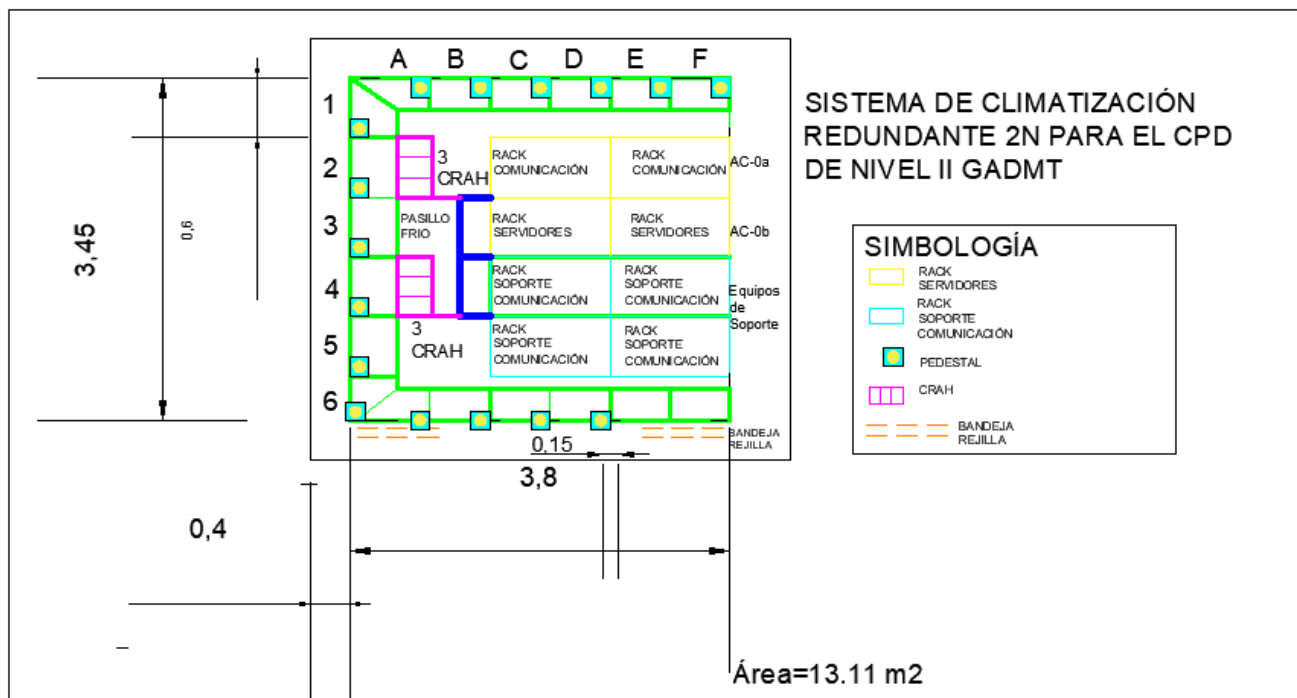 A B C D E F
1
2
3
4
5
6
3,45
0,6
3
CRAH
RACK
COMUNICACIÓN
RACK
COMUNICACIÓN
AC-0a
PASILLO
FRIO
RACK
SERVIDORES
RACK
SERVIDORES
AC-0b
RACK
SOPORTE
COMUNICACIÓN
RACK
SOPORTE
COMUNICACIÓN
Equipos
de
Soporte
3
CRAH
RACK
SOPORTE
COMUNICACIÓN
RACK
SOPORTE
COMUNICACIÓN
BANDEJA
REJILLA
0,15
3,8
0,4
Área=13.11 m2
SISTEMA DE CLIMATIZACIÓN
REDUNDANTE 2N PARA EL CPD
DE NIVEL II GADMT
SIMBOLOGÍA
RACK
SERVIDORES
RACK
SOPORTE
COMUNICACIÓN
PEDESTAL
CRAH
BANDEJA
REJILLA